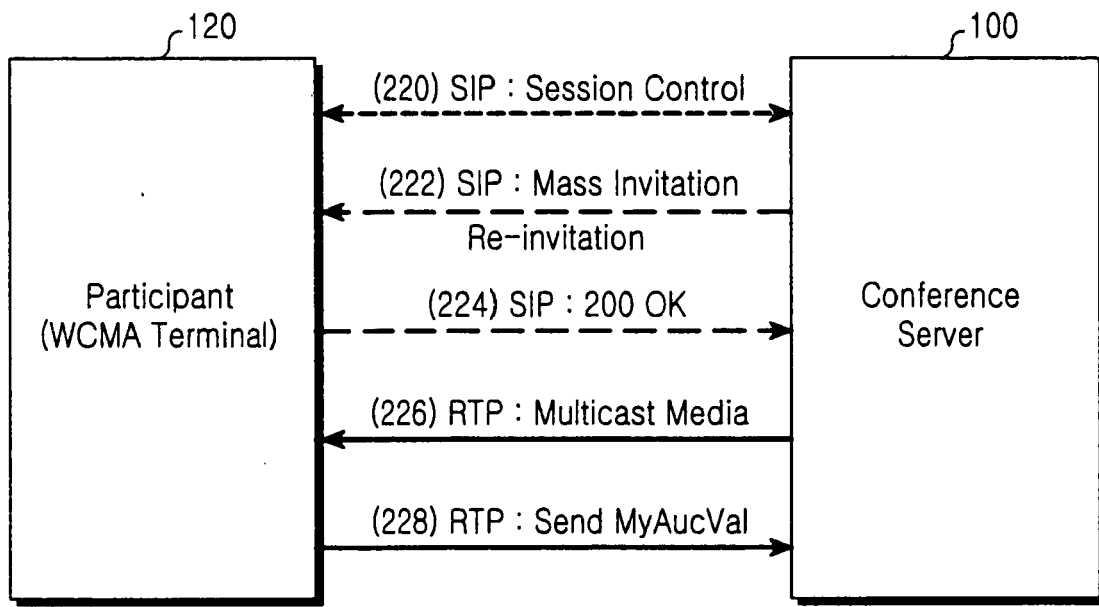 120
100
(220) SIP : Session Control
(222) SIP : Mass Invitation
Re-invitation
(224) SIP : 200 OK
Participant
(WCMA Terminal)
Conference
Server
(226) RTP : Multicast Media
(228) RTP : Send MyAucVal